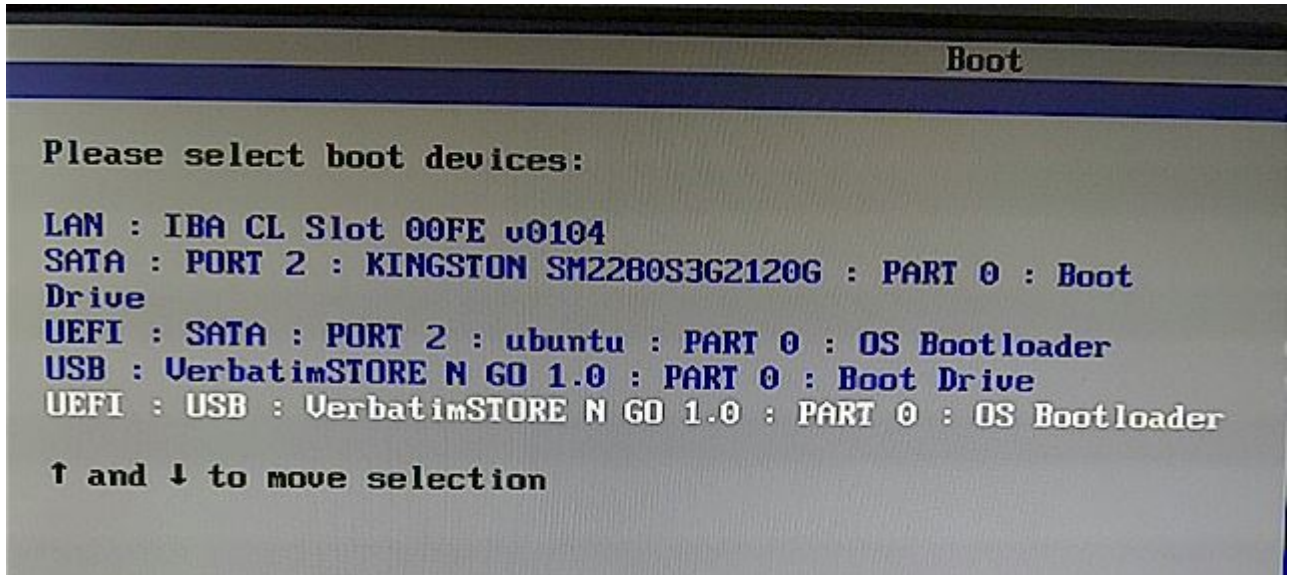 Boot
Please select boot devices:
LAN : IBA CL Slot 00FE v0104
SATA : PORT 2 : KINGSTON SM2280S3G2120G : PART 0 : Boot
Drive
UEFI : SATA : PORT 2 : ubuntu : PART 0 : OS Bootloader
USB : VerbatimSTORE N GO 1.0 : PART 0 : Boot Drive
UEFI : USB : VerbatimSTORE N GO 1.0 : PART 0 : OS Bootloader
↑ and ↓ to move selection